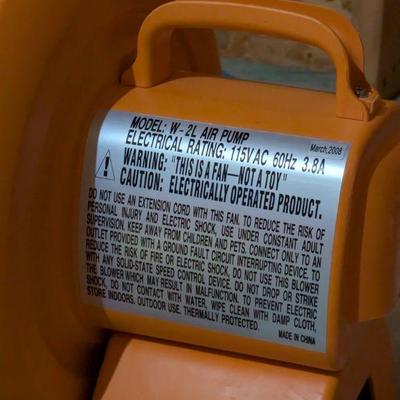 MODEL: W-2L AIR PUMP
March,2008
ELECTRICAL RATING: 115V AC 60Hz 3.8A
WARNING: "THIS IS A FAN—NOT A TOY"
CAUTION: ELECTRICALLY OPERATED PRODUCT.
DO NOT USE AN EXTENSION CORD WITH THIS FAN. TO REDUCE THE RISK OF
PERSONAL INJURY AND ELECTRIC SHOCK, USE UNDER CONSTANT ADULT
SUPERVISION. KEEP AWAY FROM CHILDREN AND PETS. CONNECT ONLY TO AN
OUTLET PROVIDED WITH A GROUND FAULT CIRCUIT INTERRUPTING DEVICE. TO
REDUCE THE RISK OF FIRE OR ELECTRIC SHOCK, DO NOT USE THIS BLOWER
WITH ANY SOLID-STATE SPEED CONTROL DEVICE. DO NOT DROP OR STRIKE
THE BLOWER WHICH MAY RESULT IN MALFUNCTION. TO PREVENT ELECTRIC
SHOCK, DO NOT CONTACT WITH WATER. WIPE CLEAN WITH DAMP CLOTH,
STORE INDOORS. OUTDOOR USE. THERMALLY PROTECTED.
MADE IN CHINA